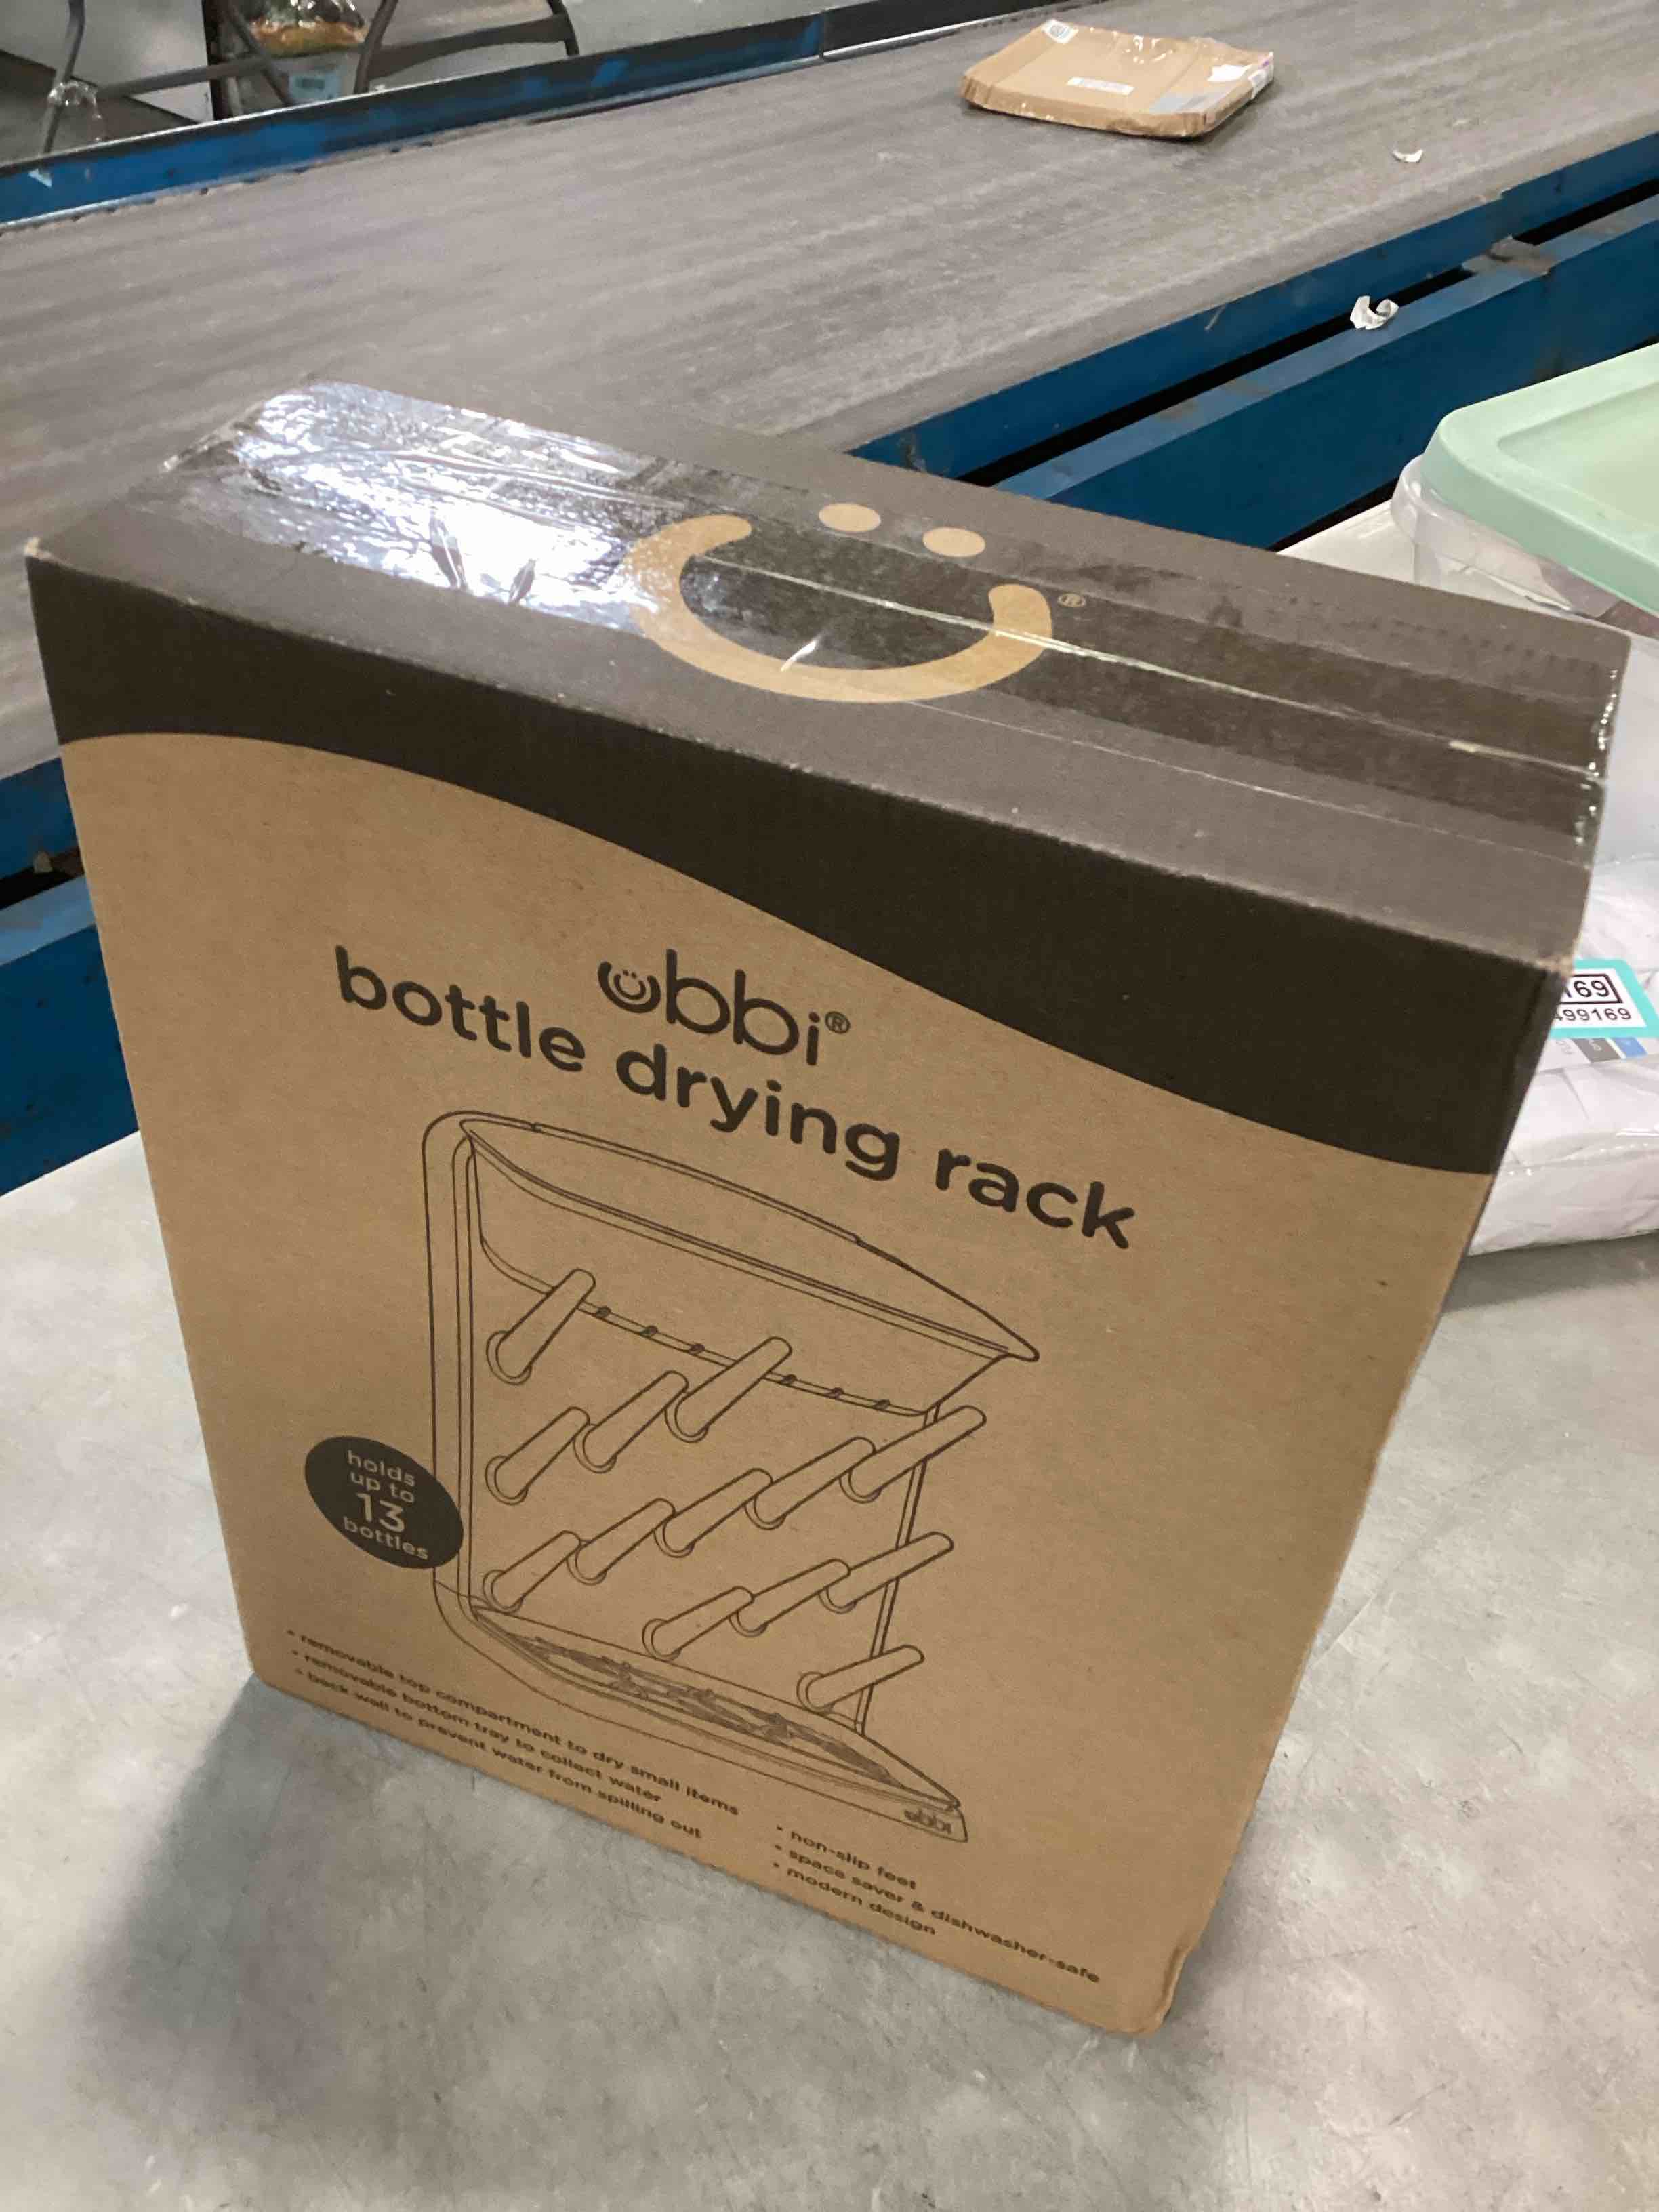 ®
ubbi®
bottle drying rack
holds
up to
13
bottles
• removable top compartment to dry small items
• removable bottom tray to collect water
• back wall to prevent water from spilling out
• non-slip feet
• space saver & dishwasher-safe
• modern design
ubbi
169
499169